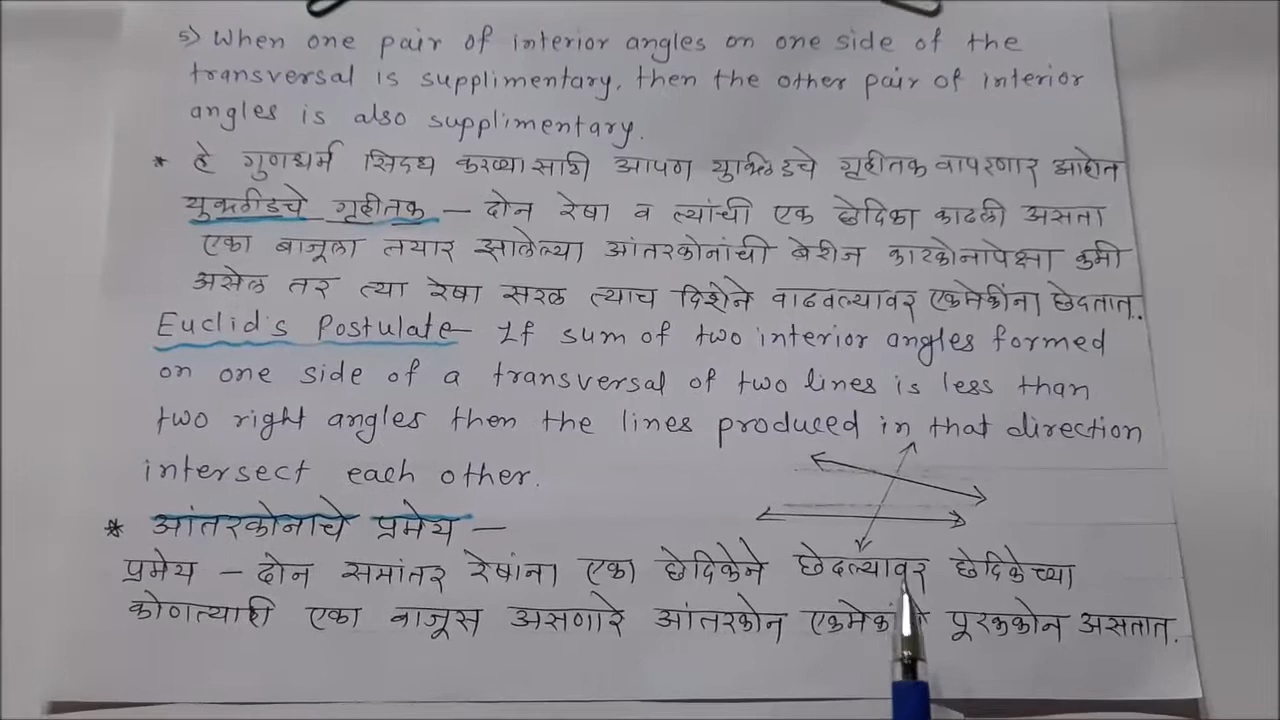 5) When one pair of interior angles on one side of the
transversal is supplimentary, then the other pair of interior
angles is also supplimentary.
* हे गुणधर्म सिदध करण्यासाठी आपण युक्लिडचे गृहीतक वापरणार आहोत
युक्लीडचे गृहीतक – दोन रेषा व त्यांची एक छेदिका काढली असता
एका बाजूला तयार झालेल्या आंतरकोनांची बेरीज काटकोनापेक्षा कमी
असेल तर त्या रेषा सरळ त्याच दिशेने वाढवल्यावर एकमेकींना छेदतात.
Euclid's Postulate – If sum of two interior angles formed
on one side of a transversal of two lines is less than
two right angles then the lines produced in that direction
intersect each other.
* आंतरकोनाचे प्रमेय –
प्रमेय – दोन समांतर रेषांना एका छेदिकेने छेदल्यावर छेदिकेच्या
कोणत्याही एका बाजूस असणारे आंतरकोन पूरककोन असतात.